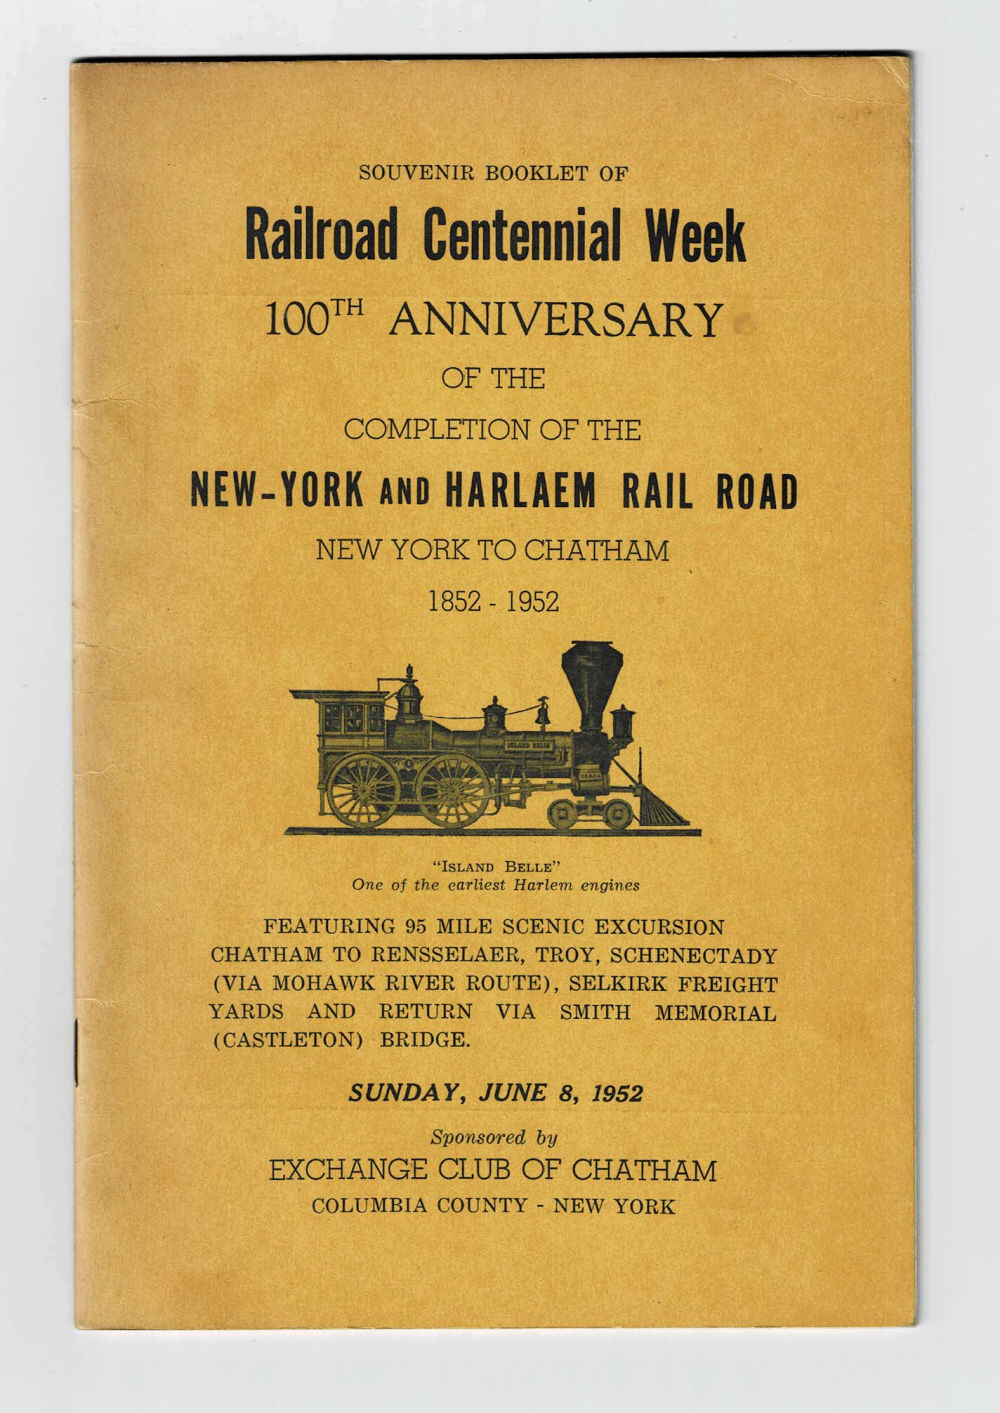 SOUVENIR BOOKLET OF
Railroad Centennial Week
100TH ANNIVERSARY
OF THE
COMPLETION OF THE
NEW-YORK AND HARLAEM RAIL ROAD
NEW YORK TO CHATHAM
1852 - 1952
ISLAND BELLE
"ISLAND BELLE"
One of the earliest Harlem engines
FEATURING 95 MILE SCENIC EXCURSION
CHATHAM TO RENSSELAER, TROY, SCHENECTADY
(VIA MOHAWK RIVER ROUTE), SELKIRK FREIGHT
YARDS AND RETURN VIA SMITH MEMORIAL
(CASTLETON) BRIDGE.
SUNDAY, JUNE 8, 1952
Sponsored by
EXCHANGE CLUB OF CHATHAM
COLUMBIA COUNTY - NEW YORK